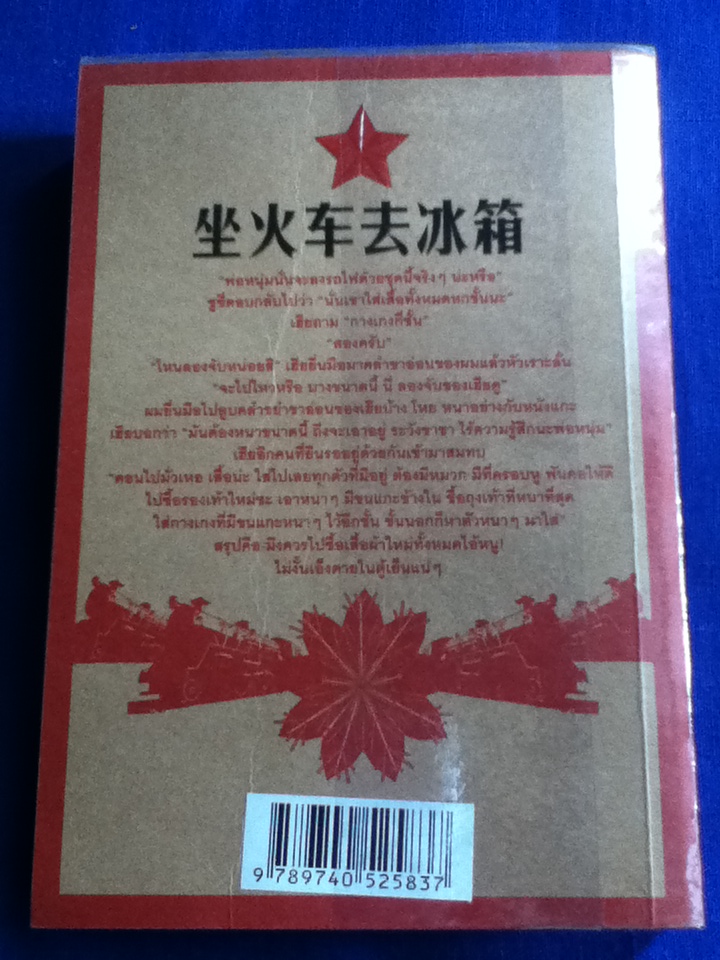 坐火车去冰箱
"พ่อหนุ่มนั่นจะลงรถไฟด้วยชุดนี้จริงๆ น่ะหรือ"
ซูซี่ตอบกลับไปว่า "นั่นเขาใส่เสื้อทั้งหมดหกชั้นนะ"
เฮียถาม "กางเกงกี่ชั้น"
"สองครับ"
"ไหนลองจับหน่อยสิ" เฮียยื่นมือมาคลำขาอ่อนของผมแล้วหัวเราะลั่น
"จะไปไหวหรือ บางขนาดนี้ นี่ ลองจับของเฮียดู"
ผมยื่นมือไปลูบคลำขยำขาอ่อนของเฮียบ้าง โหย หนาอย่างกับหนังแกะ
เฮียบอกว่า "มันต้องหนาขนาดนี้ ถึงจะเอาอยู่ ระวังขาชา ไร้ความรู้สึกนะพ่อหนุ่ม"
เฮียอีกคนที่ยืนรออยู่ด้วยกันเข้ามาสมทบ
"ตอนไปมั่วเหอ เสื้อน่ะ ใส่ไปเลยทุกตัวที่มีอยู่ ต้องมีหมวก มีที่ครอบหู พันคอให้ดี
ไปซื้อรองเท้าใหม่ซะ เอาหนาๆ มีขนแกะข้างใน ซื้อถุงเท้าที่หนาที่สุด
ใส่กางเกงที่มีขนแกะหนาๆ ไว้อีกชั้น ชั้นนอกก็หาตัวหนาๆ มาใส่"
สรุปคือ มึงควรไปซื้อเสื้อผ้าใหม่ทั้งหมดไอ้หนู!
ไม่งั้นเอ็งตายในตู้เย็นแน่ๆ
9 789740 525837